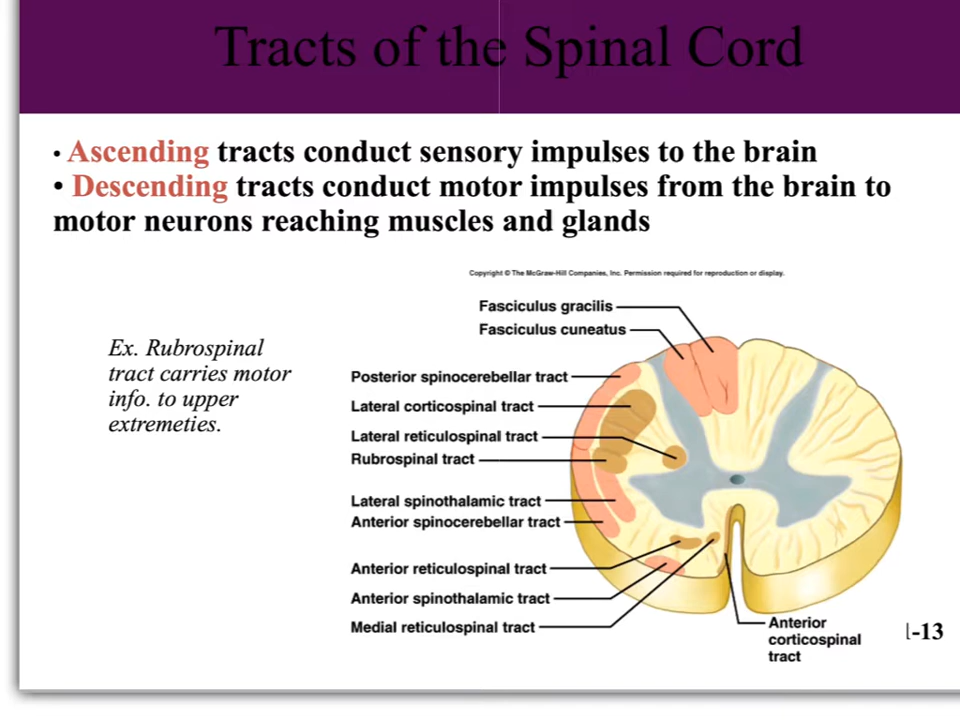 Tracts of the Spinal Cord
• Ascending tracts conduct sensory impulses to the brain
• Descending tracts conduct motor impulses from the brain to
motor neurons reaching muscles and glands
Copyright © The McGraw-Hill Companies, Inc. Permission required for reproduction or display.
Ex. Rubrospinal
tract carries motor
info. to upper
extremeties.
Fasciculus gracilis
Fasciculus cuneatus
Posterior spinocerebellar tract
Lateral corticospinal tract
Lateral reticulospinal tract
Rubrospinal tract
Lateral spinothalamic tract
Anterior spinocerebellar tract
Anterior reticulospinal tract
Anterior spinothalamic tract
Medial reticulospinal tract
Anterior
corticospinal
tract
-13